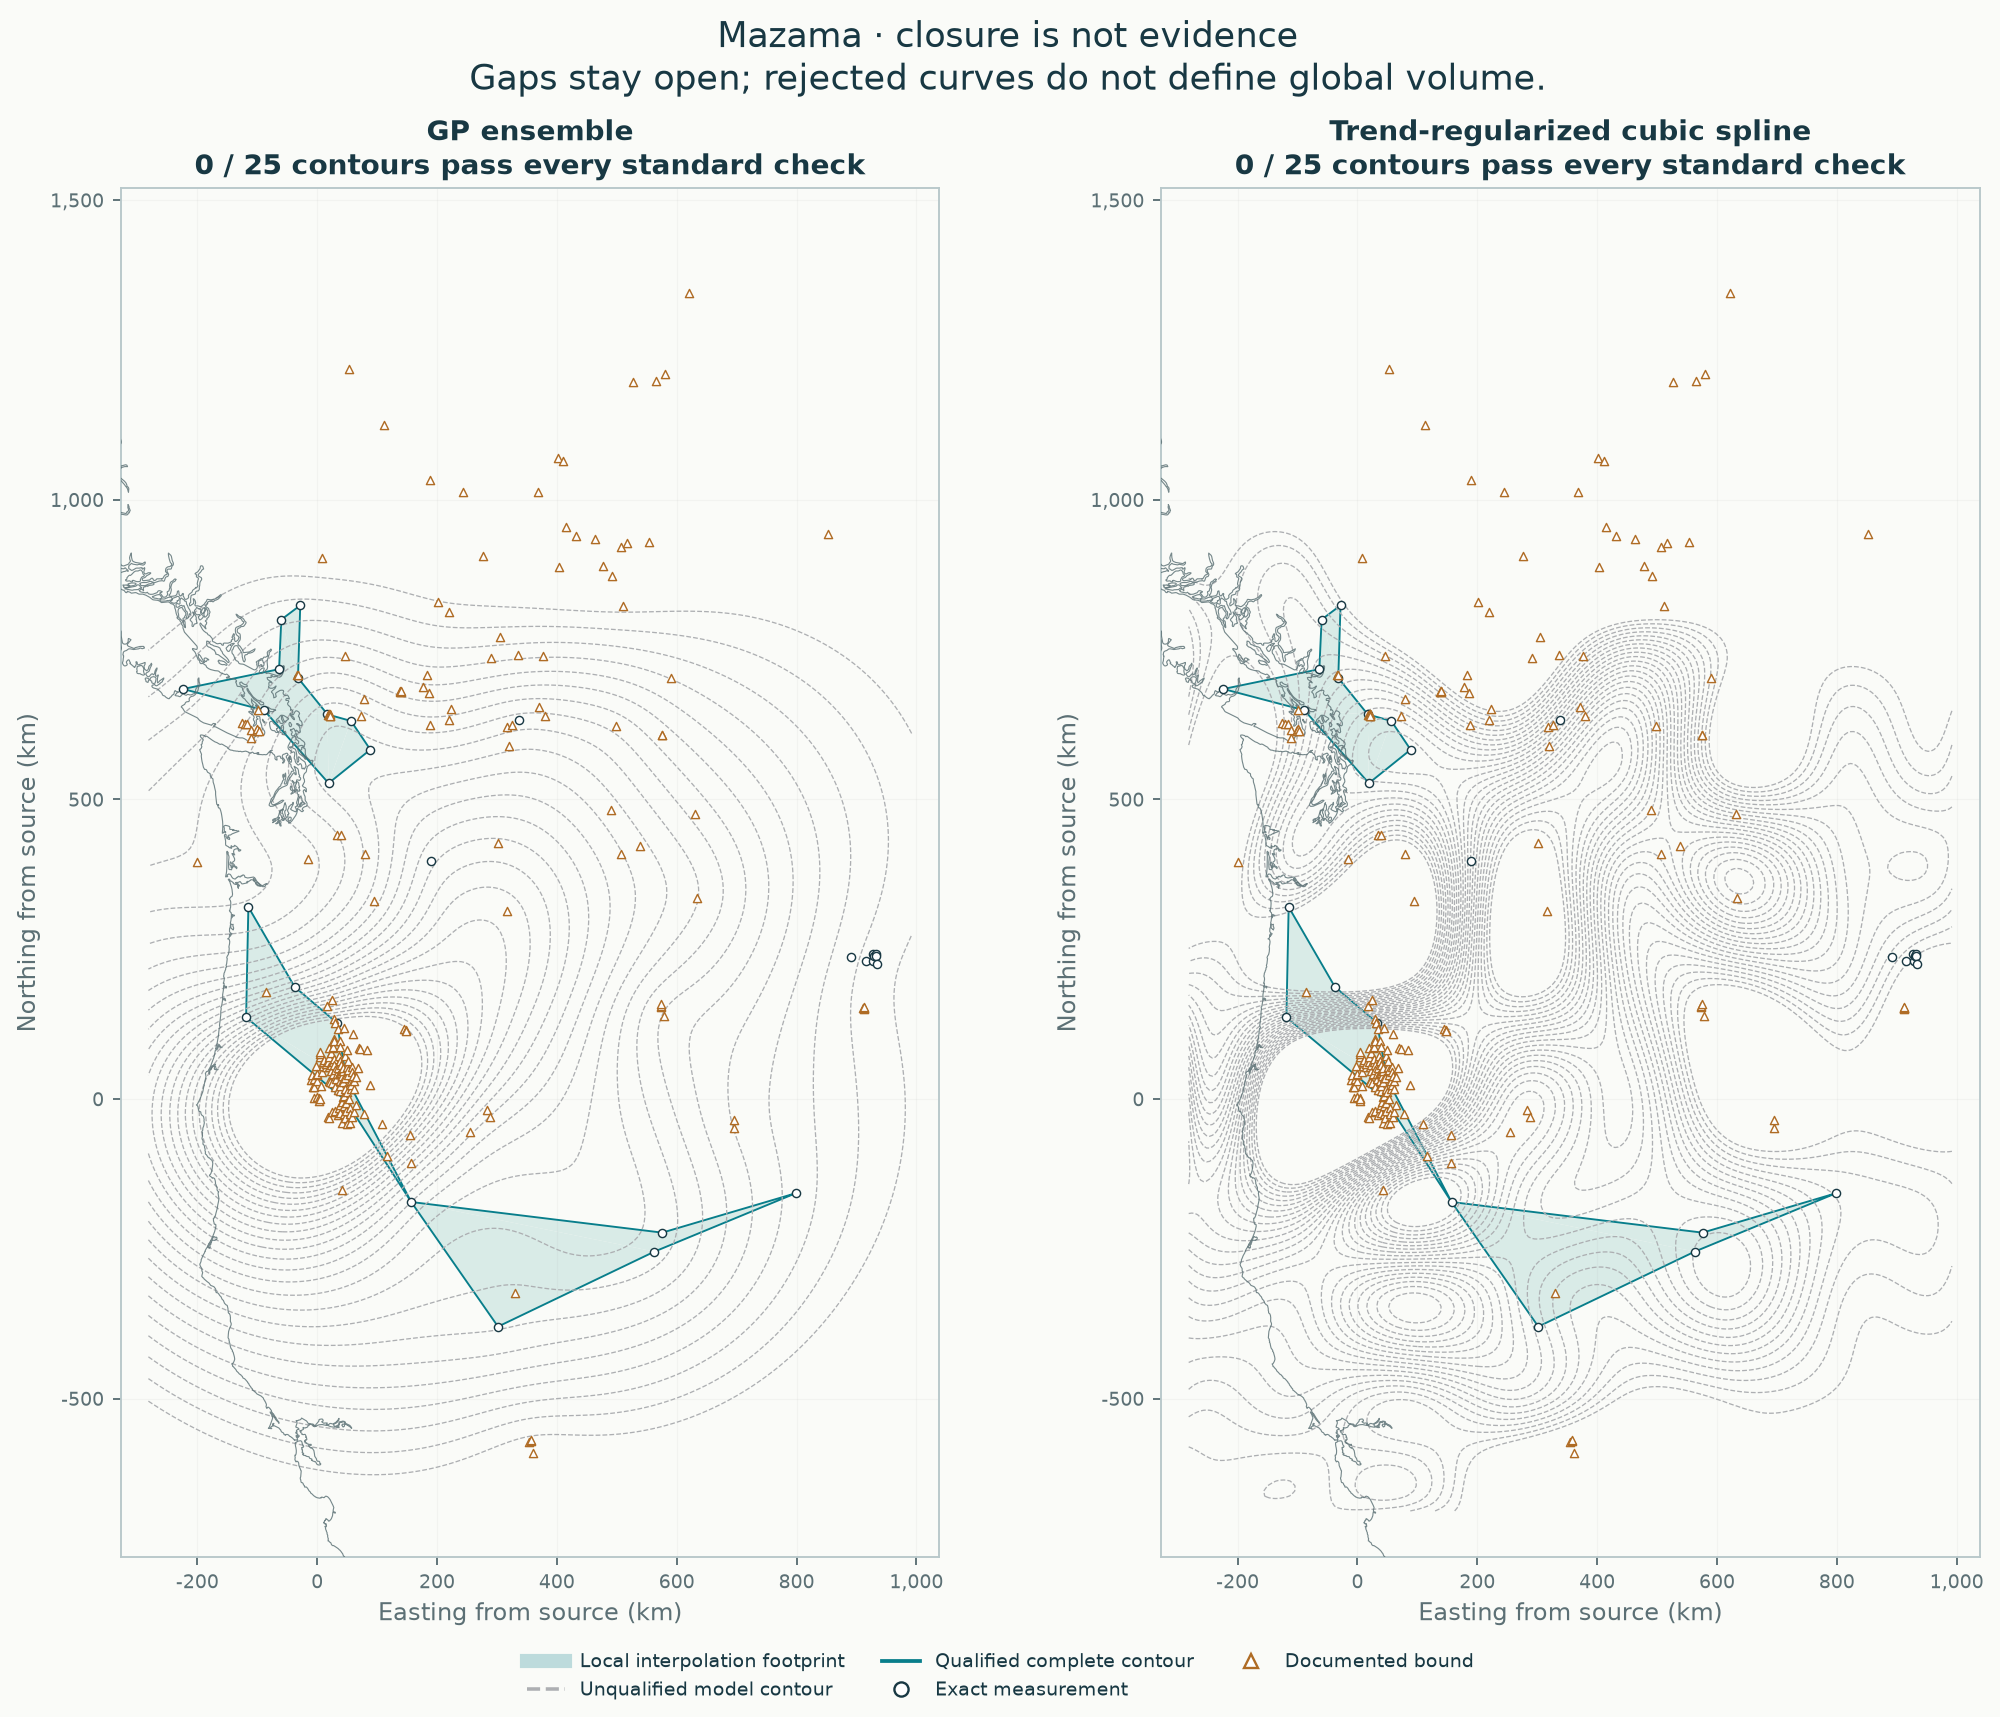 Mazama · closure is not evidence
Gaps stay open; rejected curves do not define global volume.
GP ensemble
0 / 25 contours pass every standard check
Trend-regularized cubic spline
0 / 25 contours pass every standard check
1,500
1,000
500
0
-500
Northing from source (km)
-200
0
200
400
600
800
1,000
Easting from source (km)
1,500
1,000
500
0
-500
Northing from source (km)
-200
0
200
400
600
800
1,000
Easting from source (km)
Local interpolation footprint
Qualified complete contour
Documented bound
Unqualified model contour
Exact measurement